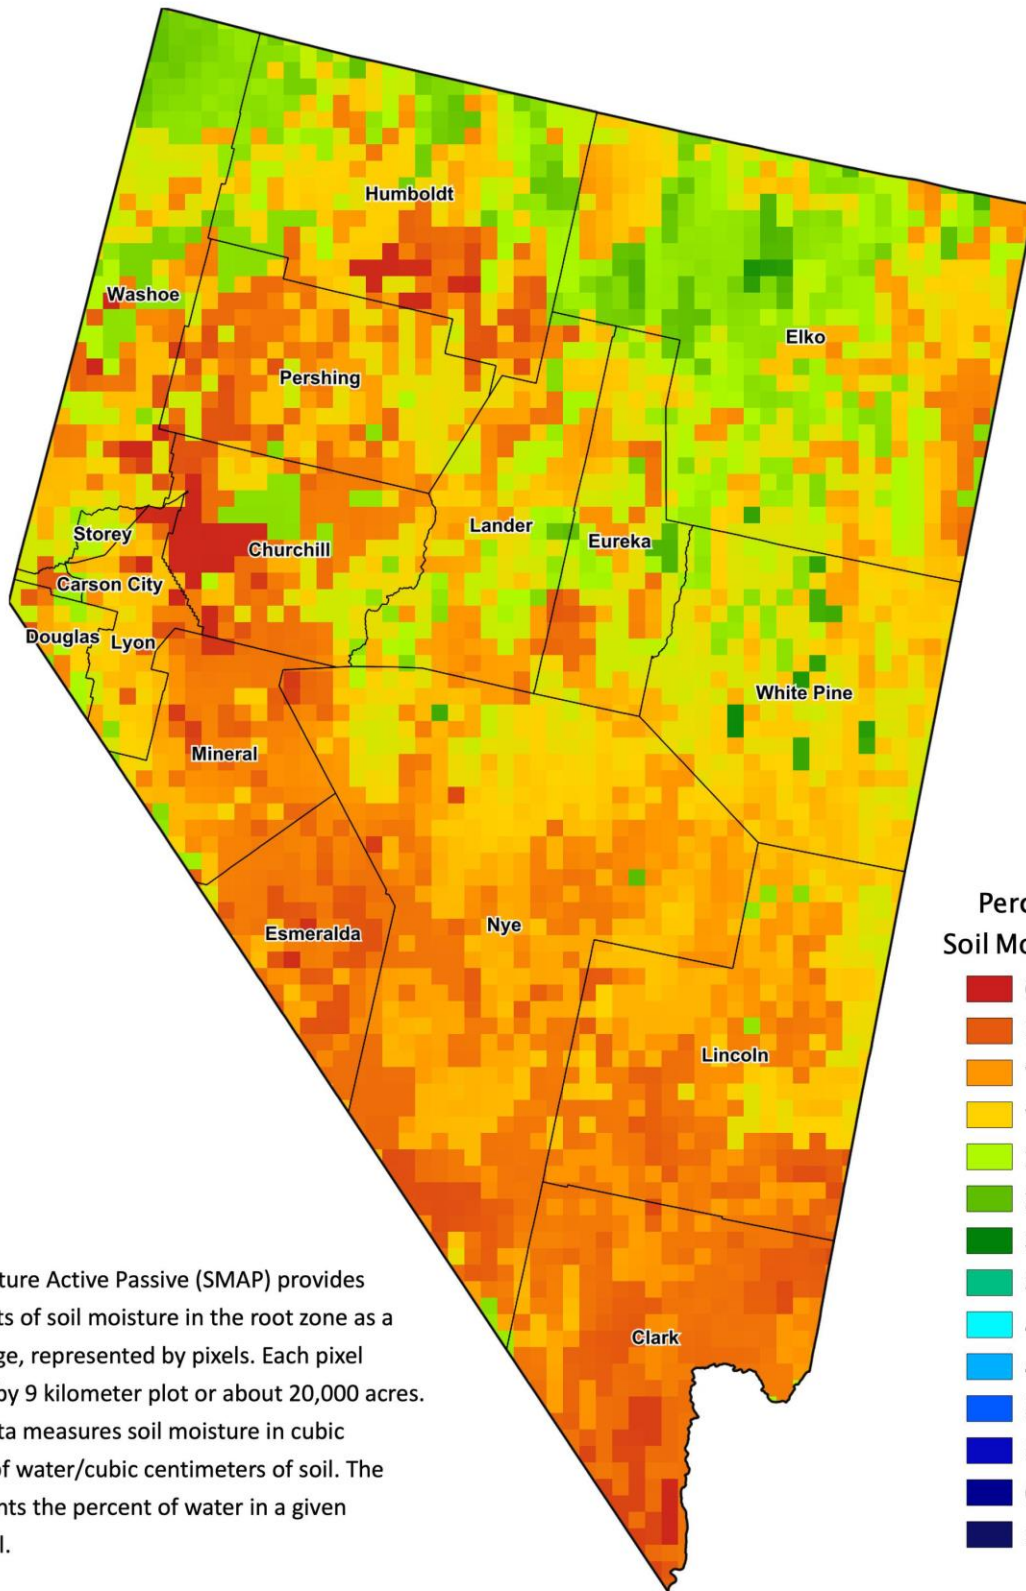 Humboldt
Washoe
Elko
Pershing
Lander
Storey
Eureka
Churchill
Carson City
Douglas
Lyon
White Pine
Mineral
Nye
Esmeralda
Lincoln
Clark
Perc
Soil Mo
ture Active Passive (SMAP) provides
ts of soil moisture in the root zone as a
ge, represented by pixels. Each pixel
by 9 kilometer plot or about 20,000 acres.
ta measures soil moisture in cubic
of water/cubic centimeters of soil. The
nts the percent of water in a given
l.